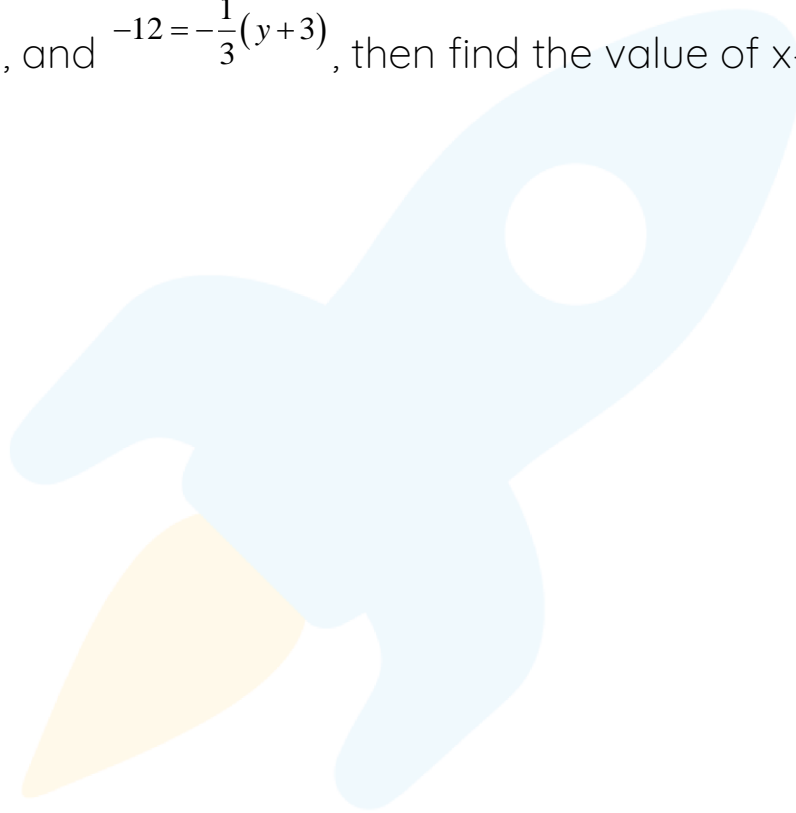 , and −12 = −1/3(y+3), then find the value of x